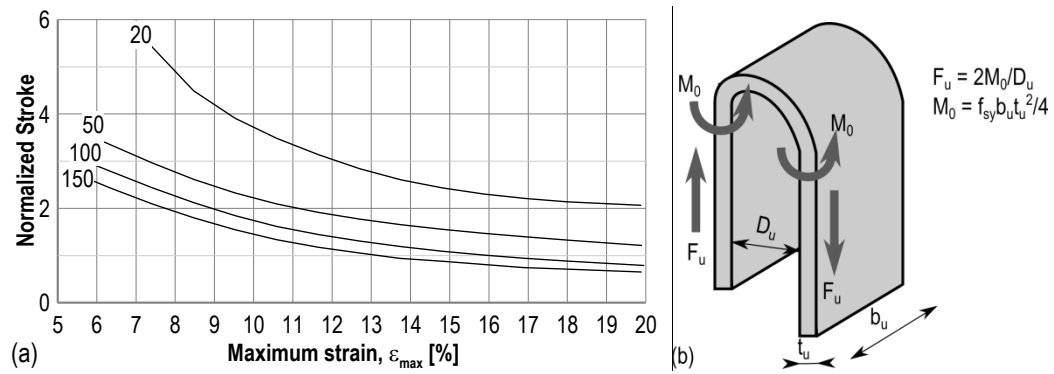 6
4
2
0
20
50
100
150
Normalized Stroke
5 6 7 8 9 10 11 12 13 14 15 16 17 18 19 20
Maximum strain, εmax [%]
(a)
M₀
M₀
Fᵤ = 2M₀/Dᵤ
M₀ = fsybᵤtᵤ²/4
Dᵤ
Fᵤ
Fᵤ
bᵤ
tᵤ
(b)